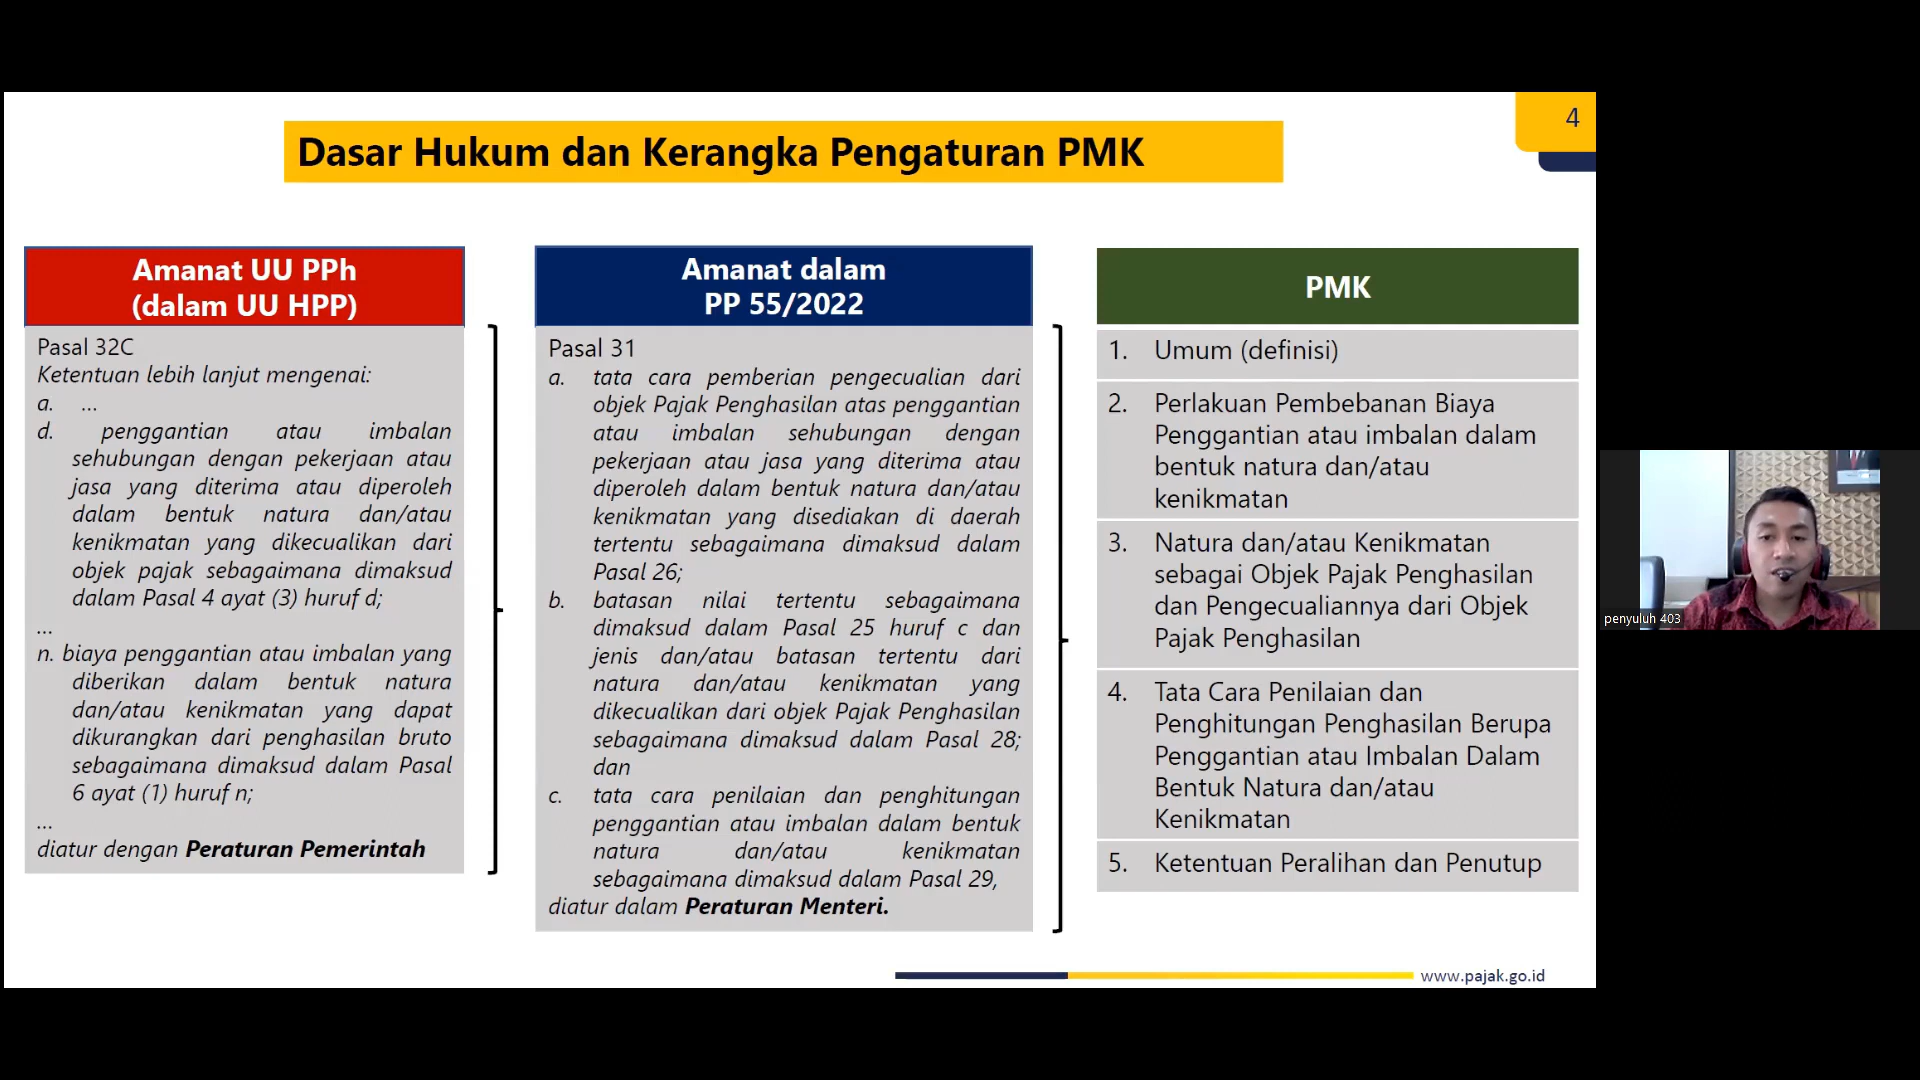 4
Dasar Hukum dan Kerangka Pengaturan PMK
Amanat UU PPh
(dalam UU HPP)
Pasal 32C
Ketentuan lebih lanjut mengenai:
a. ...
d. penggantian atau imbalan
sehubungan dengan pekerjaan atau
jasa yang diterima atau diperoleh
dalam bentuk natura dan/atau
kenikmatan yang dikecualikan dari
objek pajak sebagaimana dimaksud
dalam Pasal 4 ayat (3) huruf d;
...
n. biaya penggantian atau imbalan yang
diberikan dalam bentuk natura
dan/atau kenikmatan yang dapat
dikurangkan dari penghasilan bruto
sebagaimana dimaksud dalam Pasal
6 ayat (1) huruf n;
...
diatur dengan Peraturan Pemerintah
Amanat dalam
PP 55/2022
Pasal 31
a. tata cara pemberian pengecualian dari
objek Pajak Penghasilan atas penggantian
atau imbalan sehubungan dengan
pekerjaan atau jasa yang diterima atau
diperoleh dalam bentuk natura dan/atau
kenikmatan yang disediakan di daerah
tertentu sebagaimana dimaksud dalam
Pasal 26;
b. batasan nilai tertentu sebagaimana
dimaksud dalam Pasal 25 huruf c dan
jenis dan/atau batasan tertentu dari
natura dan/atau kenikmatan yang
dikecualikan dari objek Pajak Penghasilan
sebagaimana dimaksud dalam Pasal 28;
dan
c. tata cara penilaian dan penghitungan
penggantian atau imbalan dalam bentuk
natura dan/atau kenikmatan
sebagaimana dimaksud dalam Pasal 29,
diatur dalam Peraturan Menteri.
PMK
1. Umum (definisi)
2. Perlakuan Pembebanan Biaya
Penggantian atau imbalan dalam
bentuk natura dan/atau
kenikmatan
3. Natura dan/atau Kenikmatan
sebagai Objek Pajak Penghasilan
dan Pengecualiannya dari Objek
Pajak Penghasilan
4. Tata Cara Penilaian dan
Penghitungan Penghasilan Berupa
Penggantian atau Imbalan Dalam
Bentuk Natura dan/atau
Kenikmatan
5. Ketentuan Peralihan dan Penutup
www.pajak.go.id
penyuluh 403